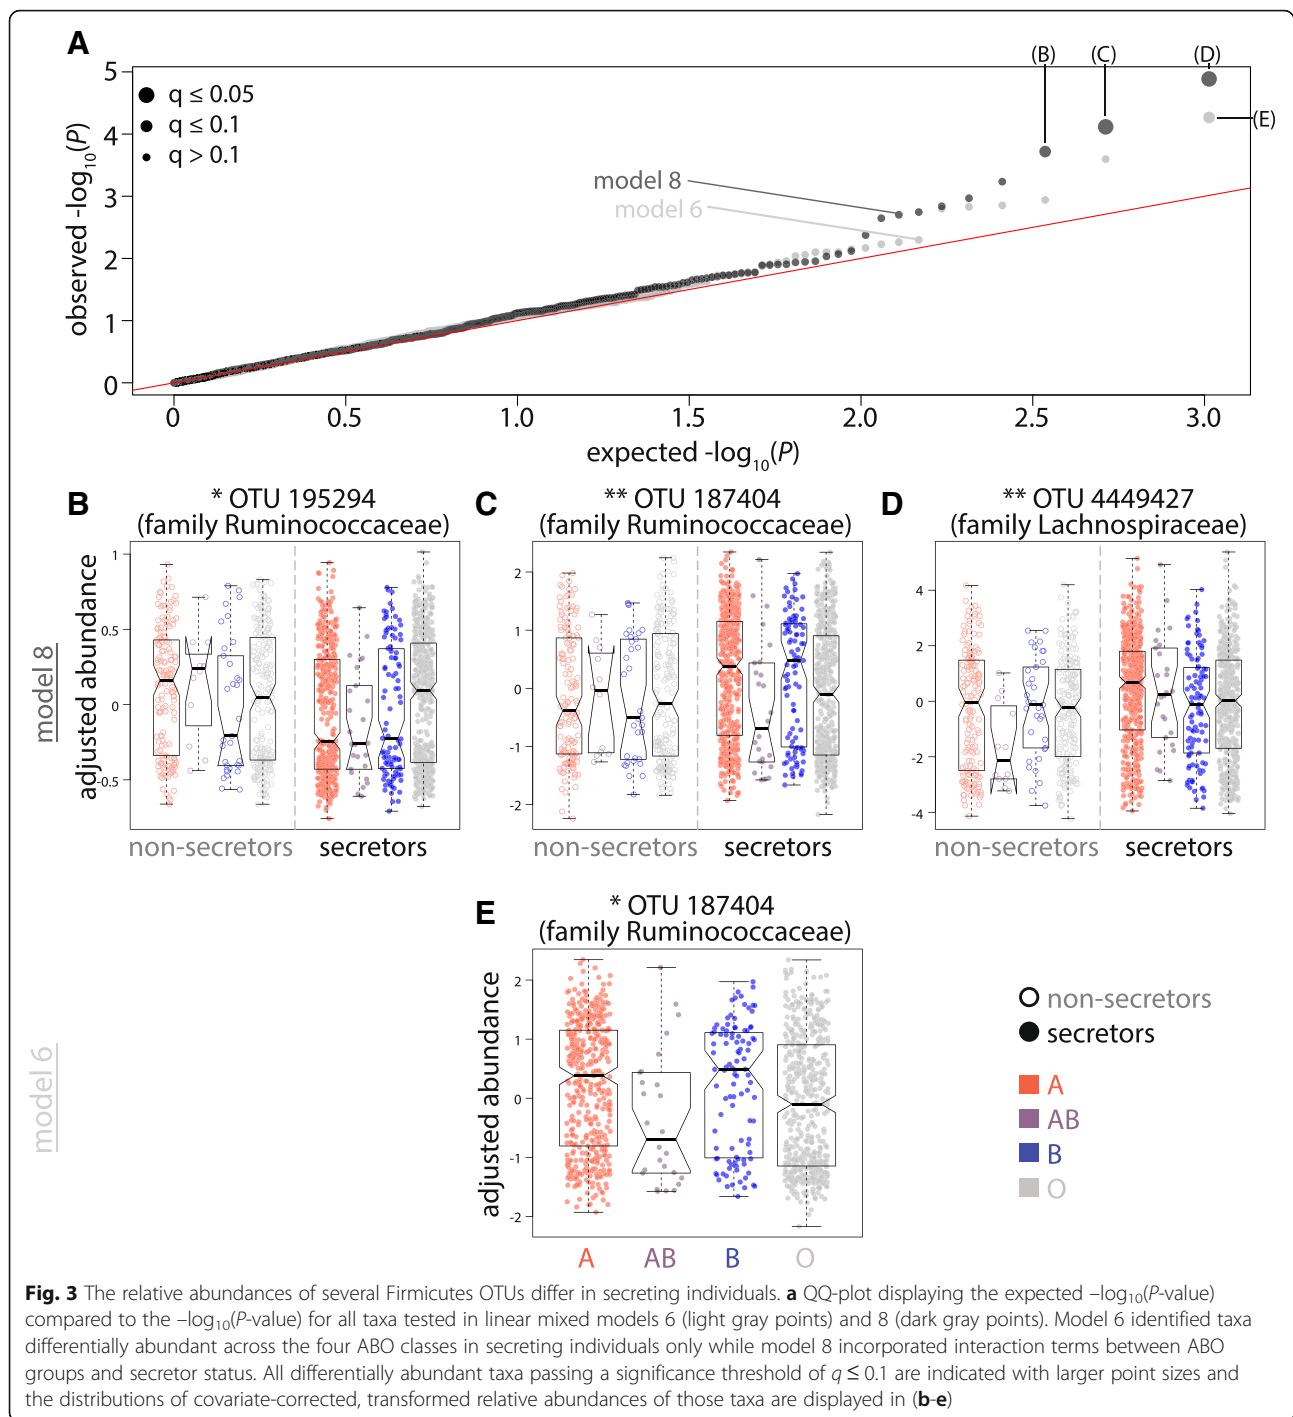 A
(B) (C) (D)
(E)
q ≤ 0.05
q ≤ 0.1
q > 0.1
model 8
model 6
observed -log10(P)
5
4
3
2
1
0
0 0.5 1.0 1.5 2.0 2.5 3.0
expected -log10(P)
B
* OTU 195294
(family Ruminococcaceae)
model 8
adjusted abundance
1
0.5
0
-0.5
non-secretors secretors
C
** OTU 187404
(family Ruminococcaceae)
2
1
0
-1
-2
non-secretors secretors
D
** OTU 4449427
(family Lachnospiraceae)
4
2
0
-2
-4
non-secretors secretors
E
* OTU 187404
(family Ruminococcaceae)
model 6
adjusted abundance
2
1
0
-1
-2
A AB B O
non-secretors
secretors
A
AB
B
O
Fig. 3 The relative abundances of several Firmicutes OTUs differ in secreting individuals. a QQ-plot displaying the expected –log10(P-value)
compared to the –log10(P-value) for all taxa tested in linear mixed models 6 (light gray points) and 8 (dark gray points). Model 6 identified taxa
differentially abundant across the four ABO classes in secreting individuals only while model 8 incorporated interaction terms between ABO
groups and secretor status. All differentially abundant taxa passing a significance threshold of q ≤ 0.1 are indicated with larger point sizes and
the distributions of covariate-corrected, transformed relative abundances of those taxa are displayed in (b-e)